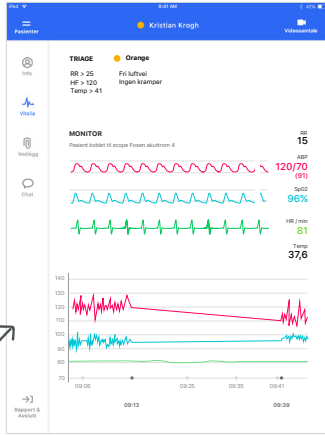 iPad
9:41 AM
42%
Pasienter
Kristian Krogh
Videosamtale
Info
Vitalia
Vedlegg
Chat
Rapport &
Avslutt
TRIAGE Orange
RR > 25 Fri luftvei
HF > 120 Ingen kramper
Temp > 41
MONITOR
Pasient koblet til scope Fosen akuttrom 4
RR
15
ABP
120/70
(91)
SpO2
96%
HR / min
81
Temp
37,6
140
130
120
110
100
90
80
70
09:06 09:25 09:35 09:41
09:13 09:39